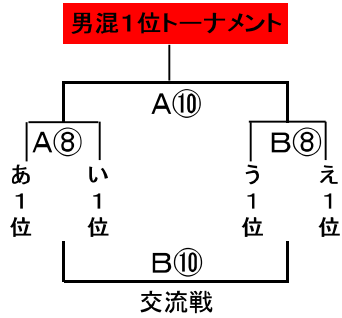 男混１位トーナメント
A⑩
A⑧
B⑧
あ１位
い１位
う１位
え１位
B⑩
交流戦